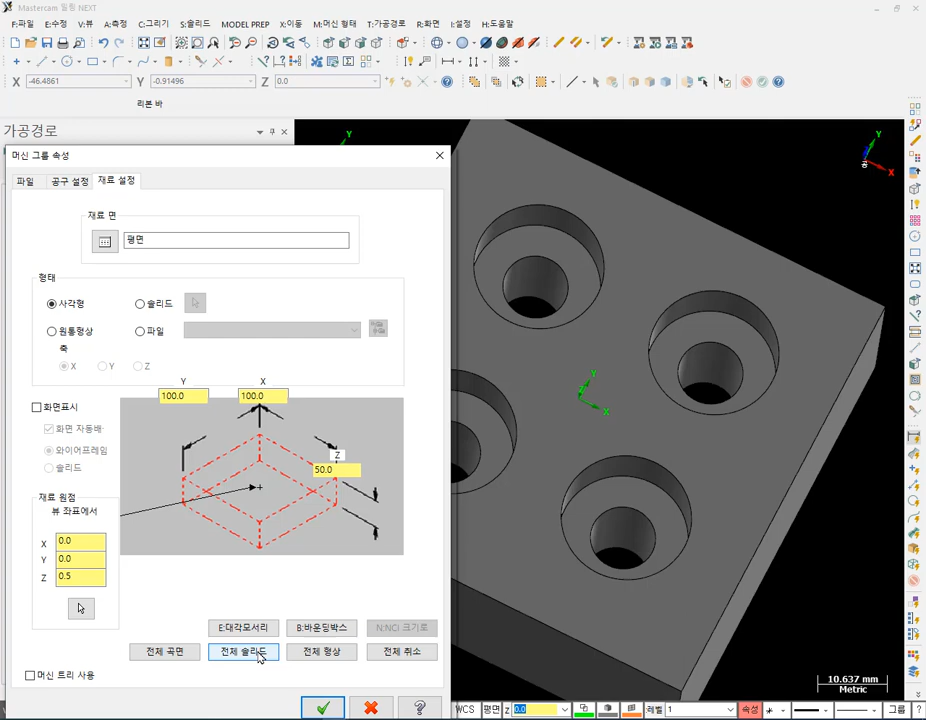 Mastercam 밀링 NEXT
F:파일 E:수정 V:뷰 A:측정 C:그리기 S:솔리드 MODEL PREP X:이동 M:머신 형태 T:가공경로 R:화면 I:설정 H:도움말
X -46.4861 Y -0.91496 Z 0.0
리본 바
가공경로
Y
Y
X
머신 그룹 속성
파일 공구 설정 재료 설정
재료 면
평면
형태
사각형 솔리드
원통형상 파일
축
X Y Z
Y X
100.0 100.0
화면표시
화면 자동배
와이어프레임
솔리드
Z
50.0
재료 원점
뷰 좌표에서
X 0.0
Y 0.0
Z 0.5
E:대각모서리 B:바운딩박스 N:NCI 크기로
전체 곡면 전체 솔리드 전체 형상 전체 취소
머신 트리 사용
Y
Z
X
10.637 mm
Metric
WCS 평면 Z 0.0 레벨 1 속성 그룹 ?